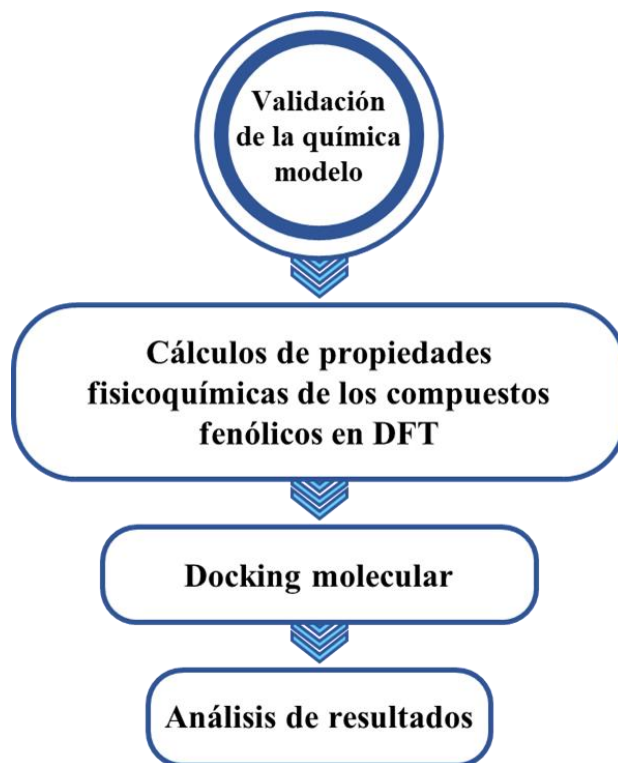 Validación
de la química
modelo
Cálculos de propiedades
fisicoquímicas de los compuestos
fenólicos en DFT
Docking molecular
Análisis de resultados